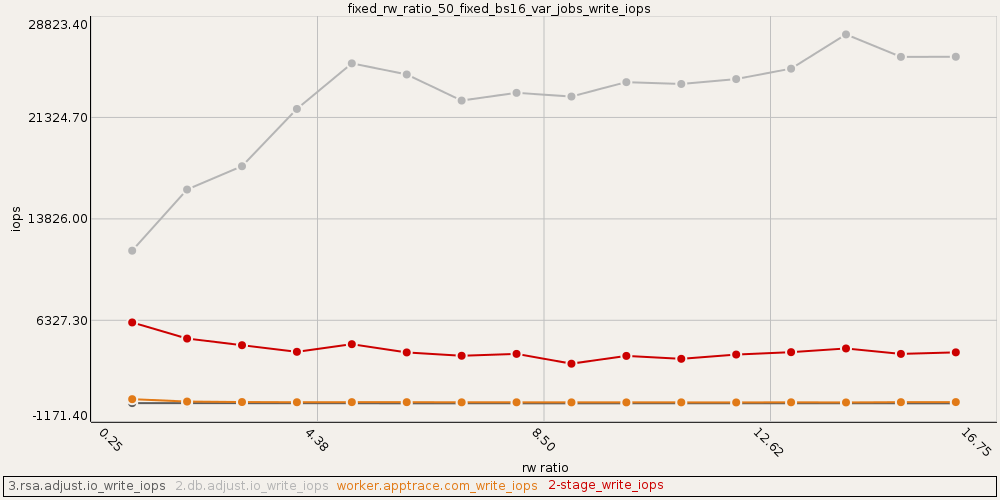 fixed_rw_ratio_50_fixed_bs16_var_jobs_write_iops
28823.40
21324.70
13826.00
6327.30
-1171.40
iops
0.25 4.38 8.50 12.62 16.75
rw ratio
3.rsa.adjust.io_write_iops 2.db.adjust.io_write_iops worker.apptrace.com_write_iops 2-stage_write_iops